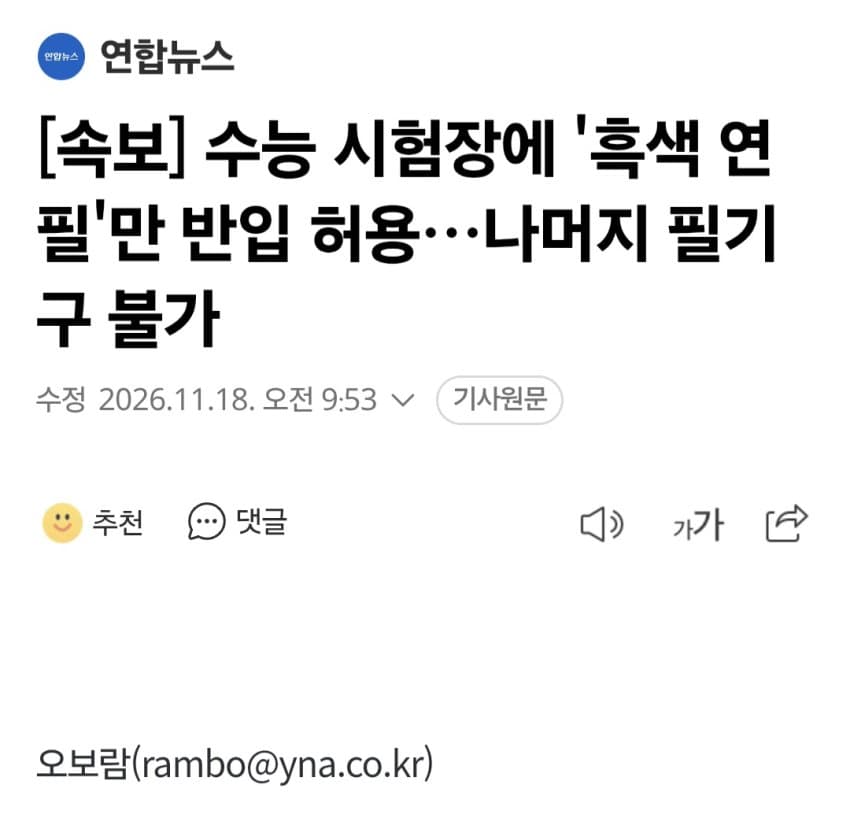 연합뉴스 연합뉴스
[속보] 수능 시험장에 '흑색 연
필'만 반입 허용…나머지 필기
구 불가
수정 2026.11.18. 오전 9:53 기사원문
추천 댓글 가가
오보람(rambo@yna.co.kr)